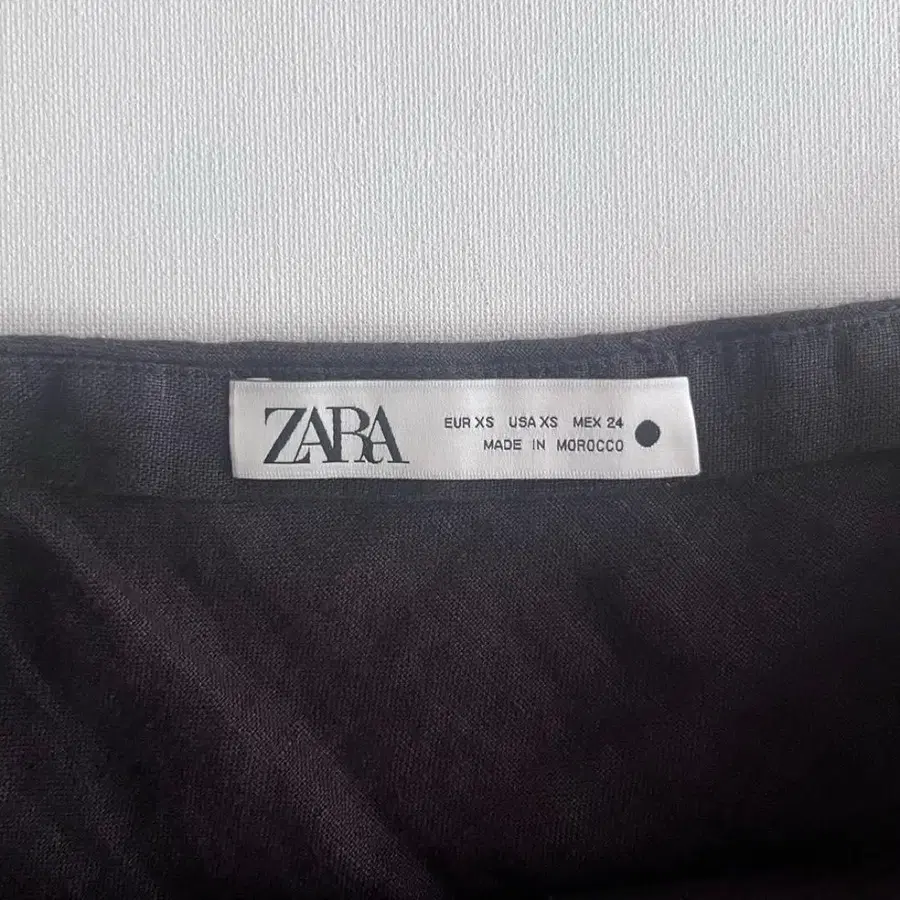 ZARA
EUR XS USA XS MEX 24
MADE IN MOROCCO